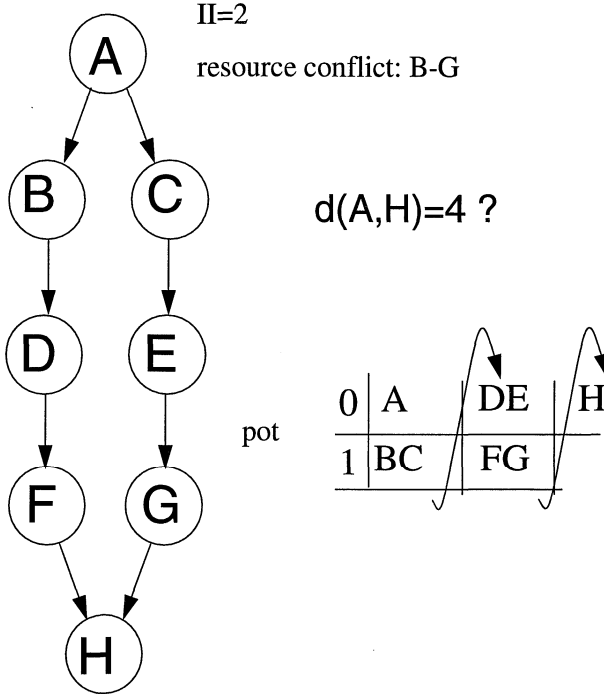 II=2
resource conflict: B-G
A
B C
d(A,H)=4 ?
D E
0 A DE H
pot
1 BC FG
F G
H